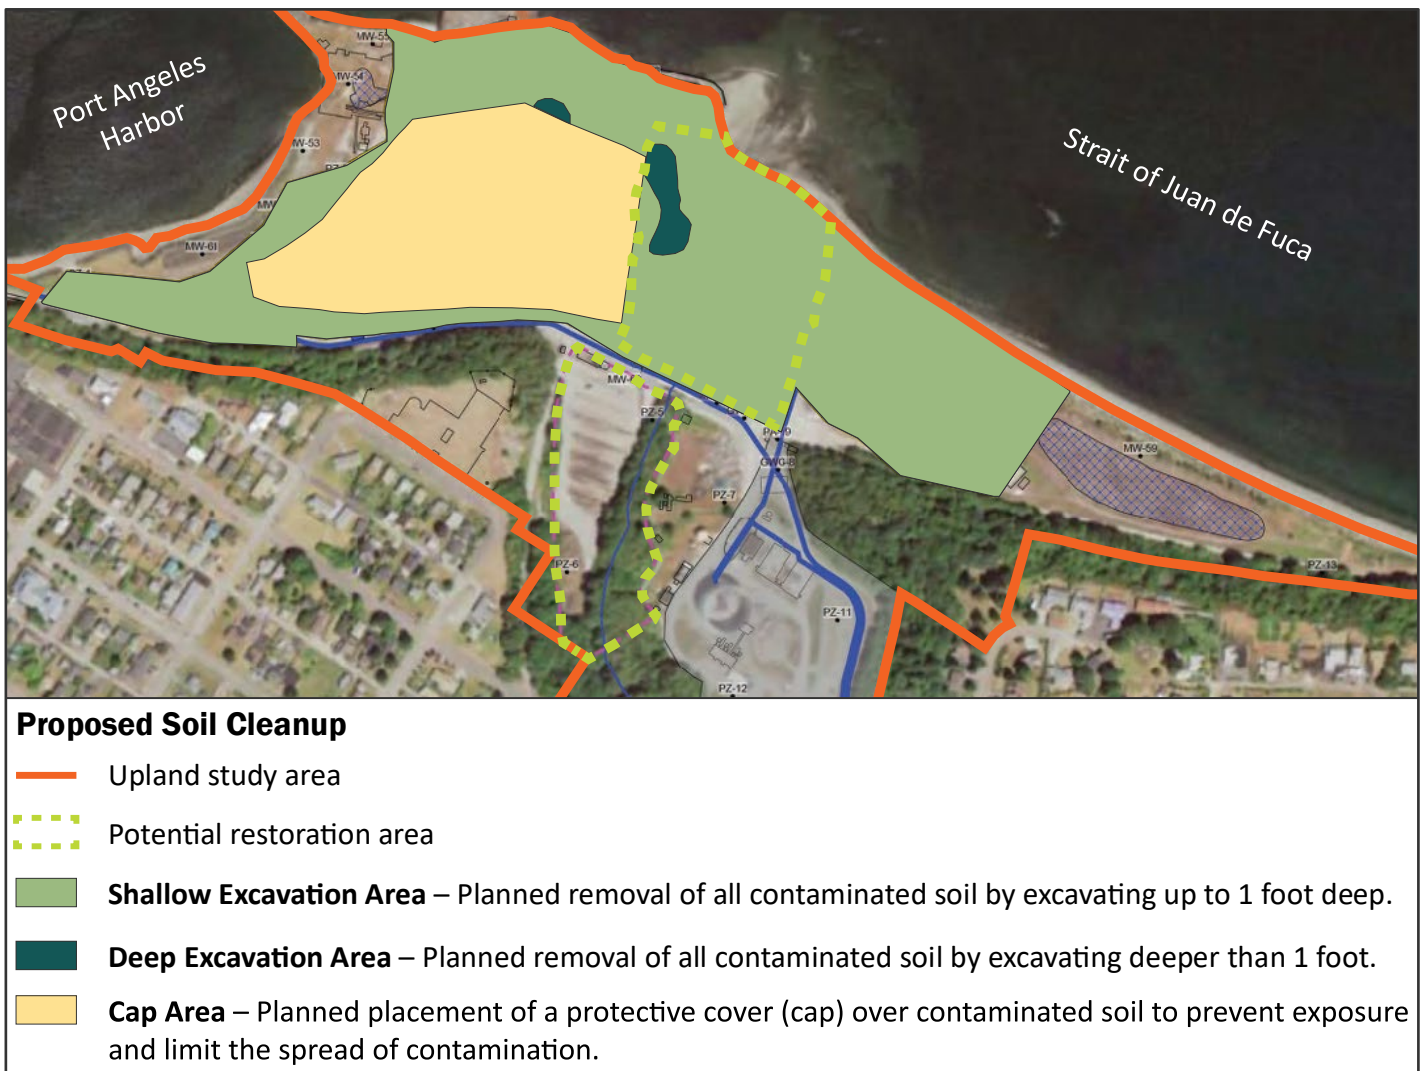 MW-55
MW-54
Port Angeles
Harbor
MW-53
Strait of Juan de Fuca
MW-61
MW-59
PZ-5
GWC-8
PZ-7
PZ-6
PZ-13
PZ-11
PZ-12
Proposed Soil Cleanup
Upland study area
Potential restoration area
Shallow Excavation Area – Planned removal of all contaminated soil by excavating up to 1 foot deep.
Deep Excavation Area – Planned removal of all contaminated soil by excavating deeper than 1 foot.
Cap Area – Planned placement of a protective cover (cap) over contaminated soil to prevent exposure
and limit the spread of contamination.